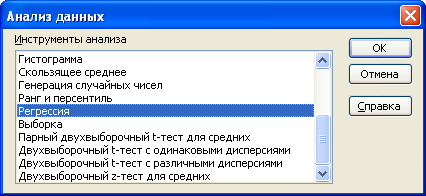 Анализ данных
Инструменты анализа
Гистограмма
Скользящее среднее
Генерация случайных чисел
Ранг и персентиль
Регрессия
Выборка
Парный двухвыборочный t-тест для средних
Двухвыборочный t-тест с одинаковыми дисперсиями
Двухвыборочный t-тест с различными дисперсиями
Двухвыборочный z-тест для средних
OK
Отмена
Справка